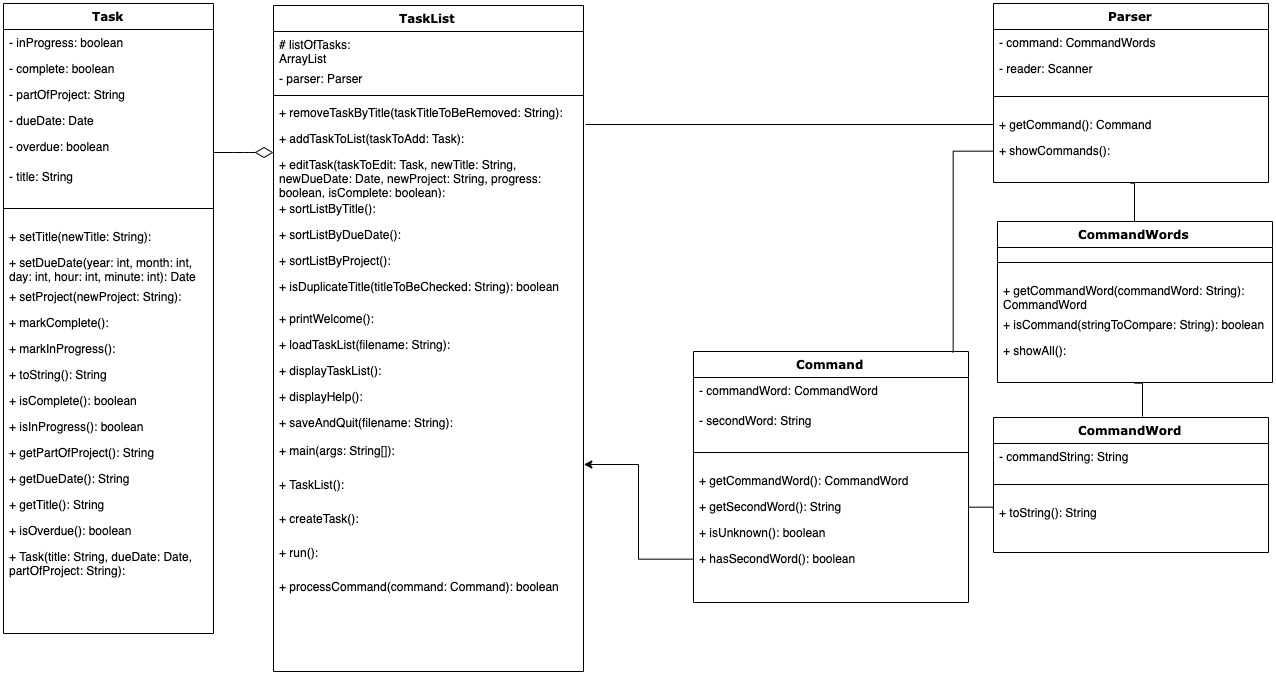 Task
- inProgress: boolean
- complete: boolean
- partOfProject: String
- dueDate: Date
- overdue: boolean
- title: String
+ setTitle(newTitle: String):
+ setDueDate(year: int, month: int,
day: int, hour: int, minute: int): Date
+ setProject(newProject: String):
+ markComplete():
+ markInProgress():
+ toString(): String
+ isComplete(): boolean
+ isInProgress(): boolean
+ getPartOfProject(): String
+ getDueDate(): String
+ getTitle(): String
+ isOverdue(): boolean
+ Task(title: String, dueDate: Date,
partOfProject: String):
TaskList
# listOfTasks:
ArrayList
- parser: Parser
+ removeTaskByTitle(taskTitleToBeRemoved: String):
+ addTaskToList(taskToAdd: Task):
+ editTask(taskToEdit: Task, newTitle: String,
newDueDate: Date, newProject: String, progress:
boolean, isComplete: boolean):
+ sortListByTitle():
+ sortListByDueDate():
+ sortListByProject():
+ isDuplicateTitle(titleToBeChecked: String): boolean
+ printWelcome():
+ loadTaskList(filename: String):
+ displayTaskList():
+ displayHelp():
+ saveAndQuit(filename: String):
+ main(args: String[]):
+ TaskList():
+ createTask():
+ run():
+ processCommand(command: Command): boolean
Parser
- command: CommandWords
- reader: Scanner
+ getCommand(): Command
+ showCommands():
CommandWords
+ getCommandWord(commandWord: String):
CommandWord
+ isCommand(stringToCompare: String): boolean
+ showAll():
Command
- commandWord: CommandWord
- secondWord: String
+ getCommandWord(): CommandWord
+ getSecondWord(): String
+ isUnknown(): boolean
+ hasSecondWord(): boolean
CommandWord
- commandString: String
+ toString(): String